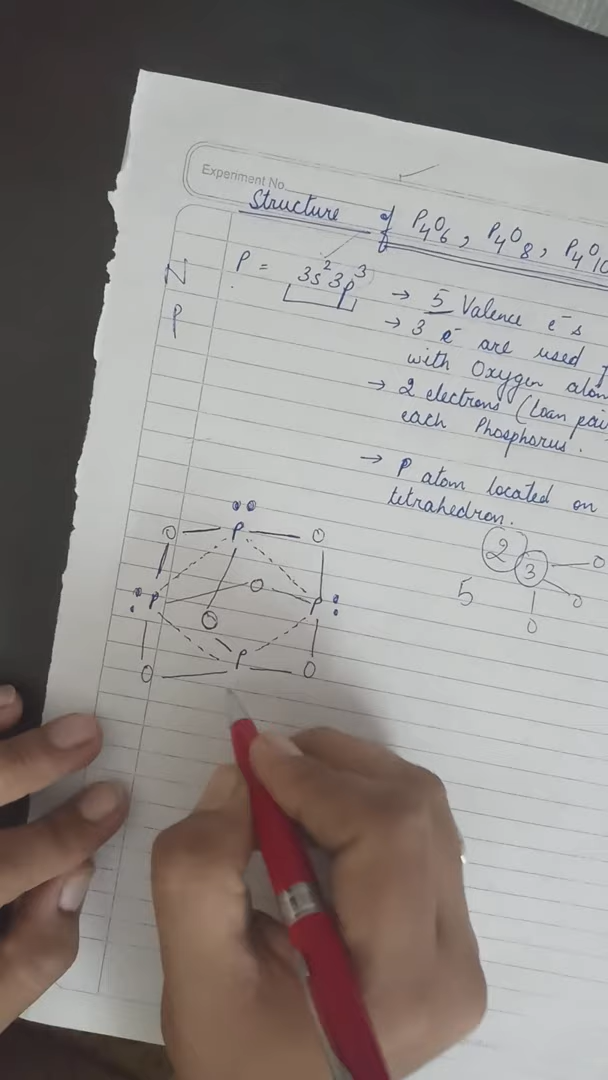 Experiment No.
Structure of P4O6, P4O8, P4O10
N
P
P = 3s² 3p³
→ 5 Valence e⁻s
→ 3 e⁻ are used
with Oxygen
→ 2 electrons (Loan
each Phosphorus.
→ P atom located on
tetrahedron.
2 3 O
5 O
O
O P O
O
P P
O
P
O O